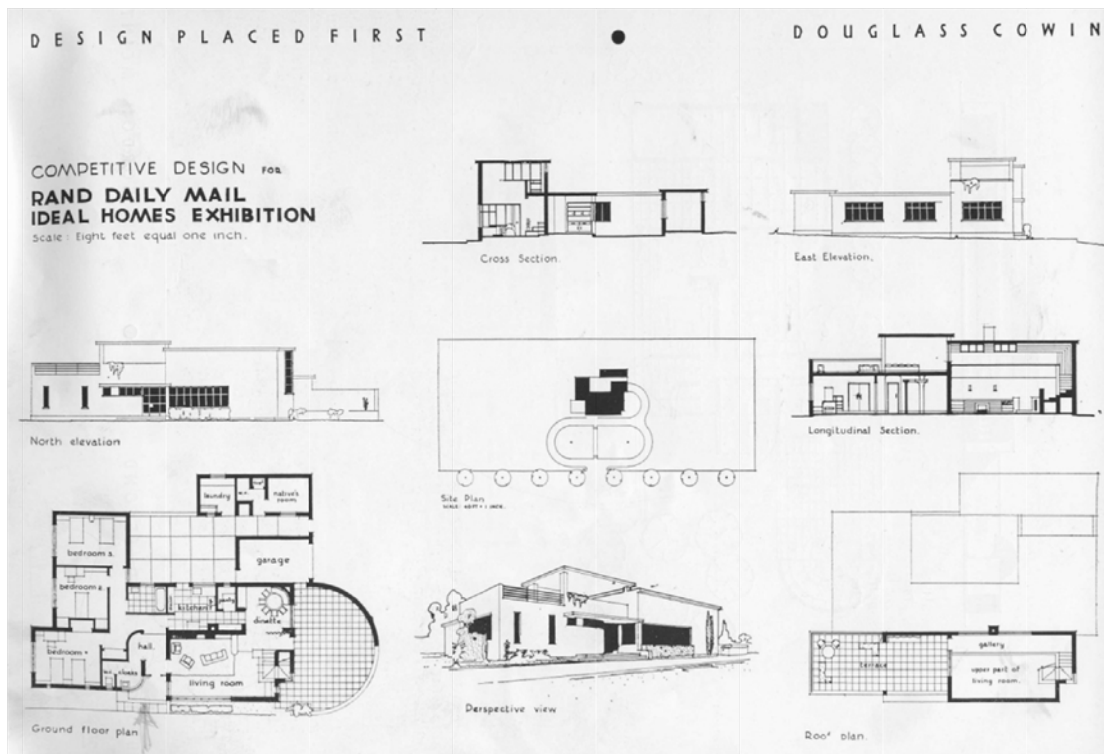 DESIGN PLACED FIRST
DOUGLASS COWIN
COMPETITIVE DESIGN FOR
RAND DAILY MAIL
IDEAL HOMES EXHIBITION
Scale: Eight feet equal one inch.
Cross Section.
East Elevation.
North elevation
Site Plan
Longitudinal Section.
laundry
w.c.
native's
room
bedroom 3.
garage
bedroom 2
kitchen
dinette
bedroom
hall
w.c.
cloaks
living room
Ground floor plan
Perspective view
gallery
terrace
upper part of
living room.
Roof plan.